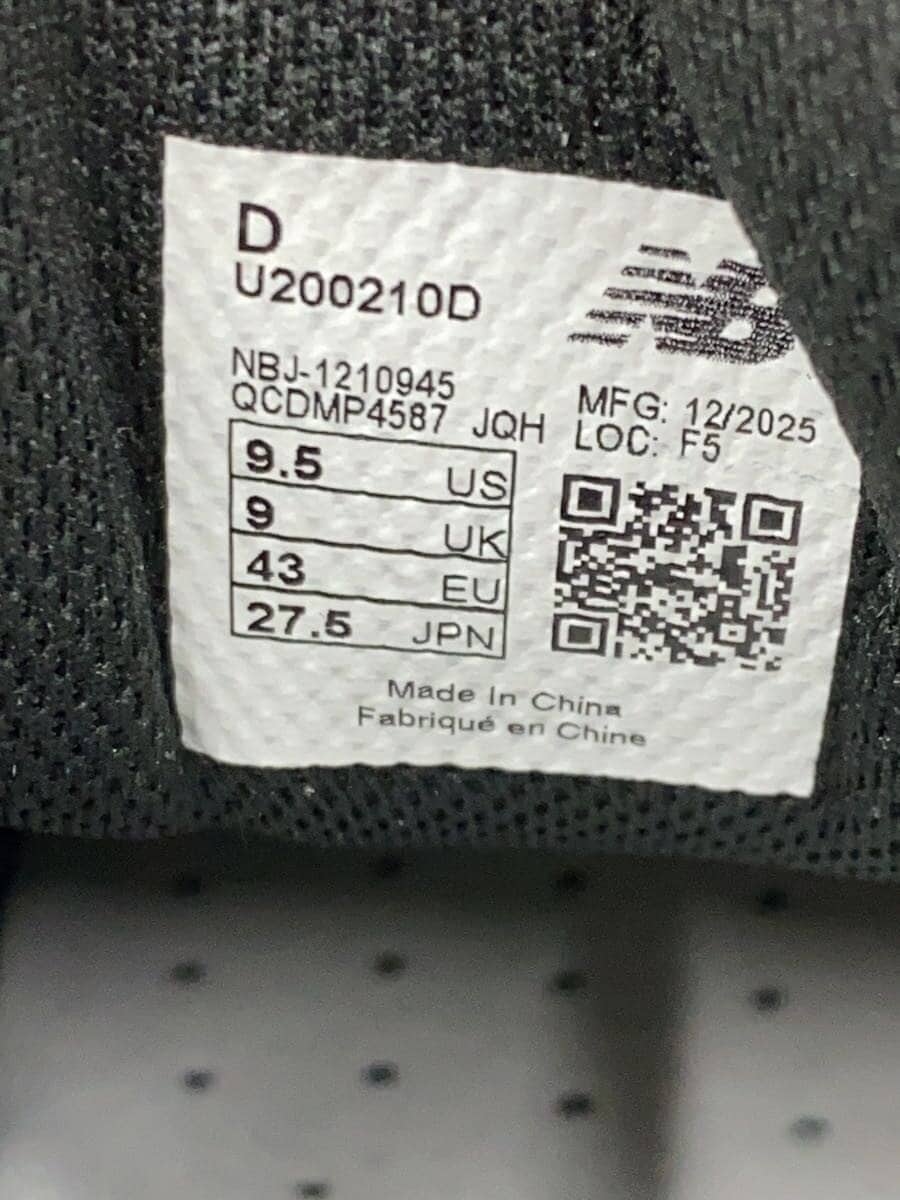 D
U200210D
NB
NBJ-1210945
QCDMP4587 JQH
MFG: 12/2025
LOC: F5
9.5 US
9 UK
43 EU
27.5 JPN
Made In China
Fabriqué en Chine